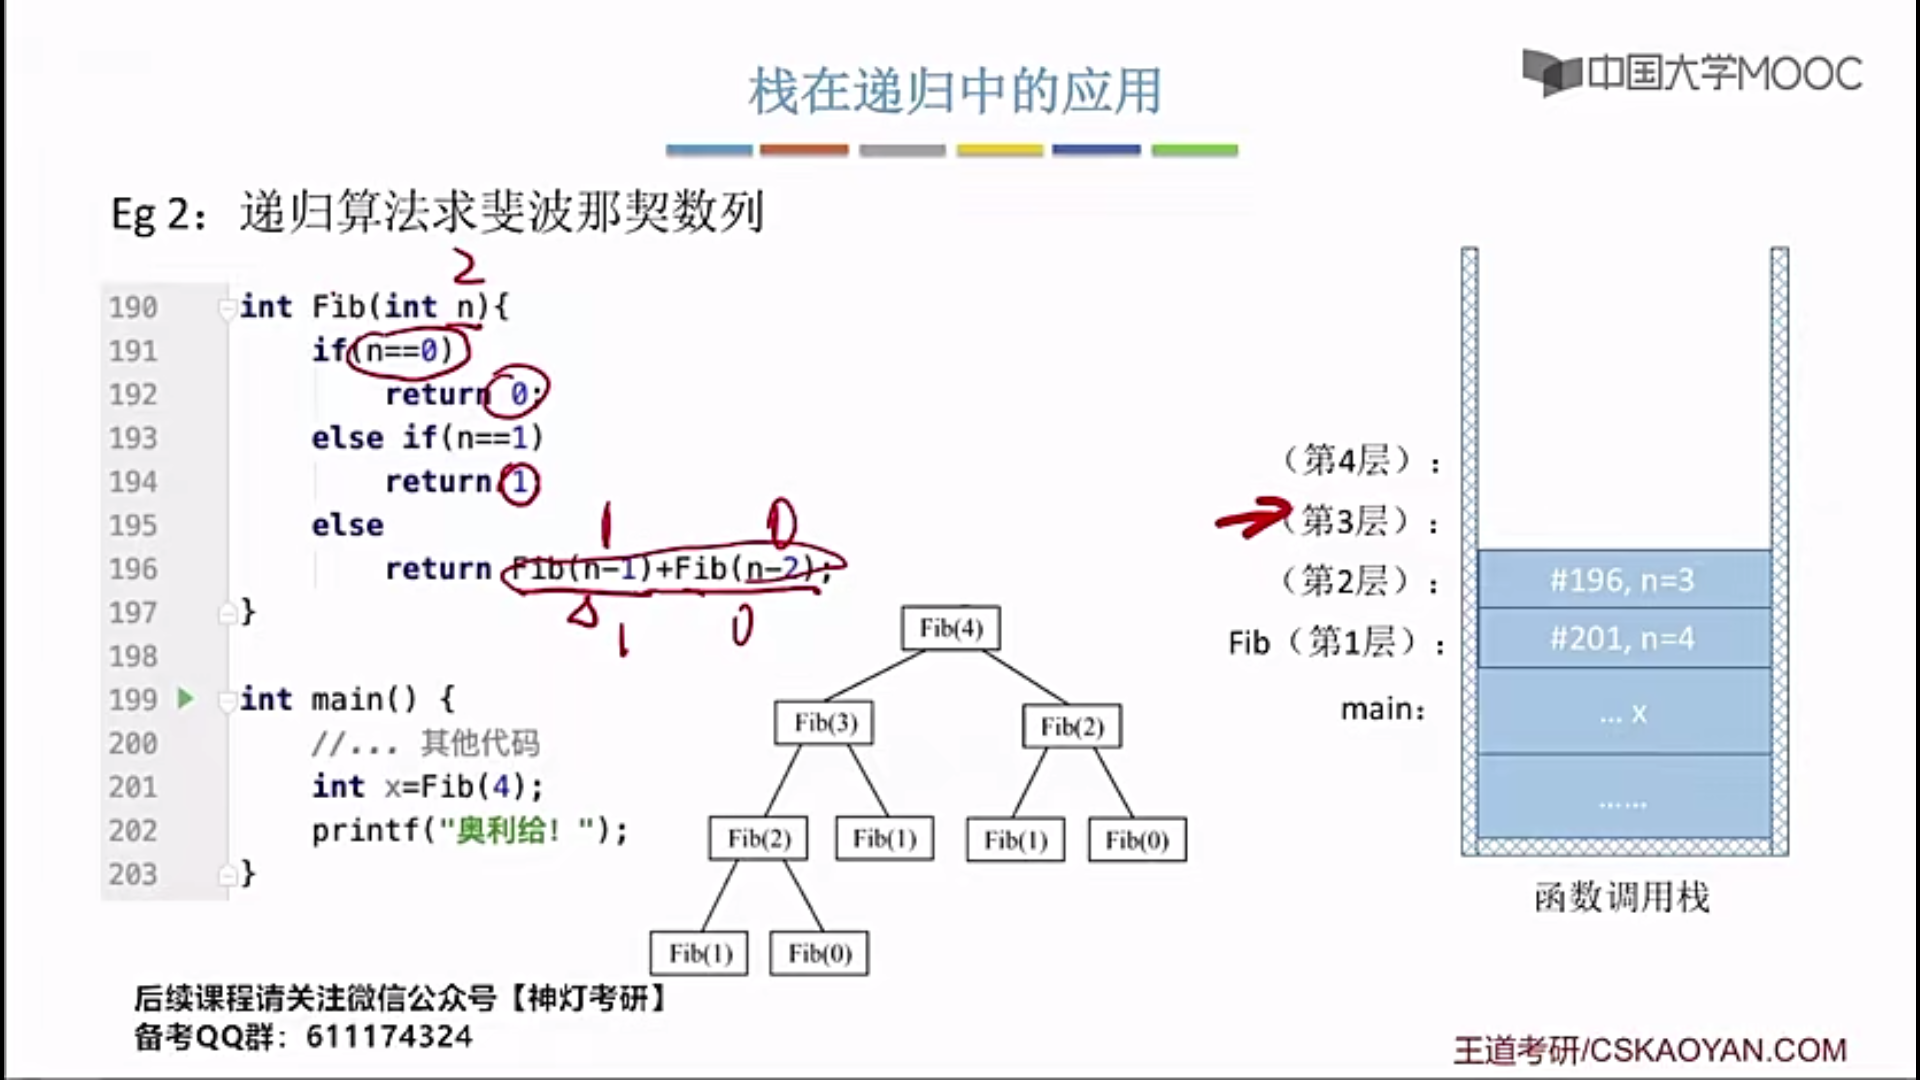 中国大学MOOC
栈在递归中的应用
Eg 2：递归算法求斐波那契数列
2
190 int Fib(int n){
191 if(n==0)
192 return 0;
193 else if(n==1)
194 return 1;
195 else
1 0
196 return Fib(n-1)+Fib(n-2);
1 0
197 }
198
199 int main() {
200 //... 其他代码
201 int x=Fib(4);
202 printf("奥利给！");
203 }
Fib(4)
Fib(3) Fib(2)
Fib(2) Fib(1) Fib(1) Fib(0)
Fib(1) Fib(0)
（第4层）：
（第3层）：
（第2层）： #196, n=3
Fib（第1层）： #201, n=4
main： ... x
......
函数调用栈
后续课程请关注微信公众号【神灯考研】
备考QQ群：611174324
王道考研/CSKAOYAN.COM